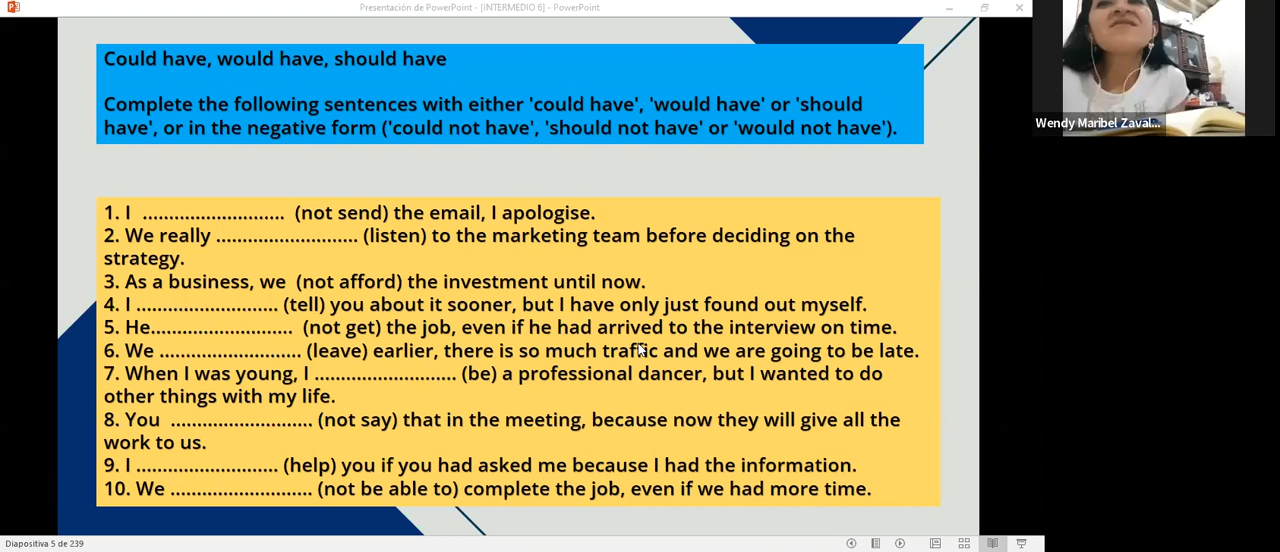 Presentación de PowerPoint - [INTERMEDIO 6] - PowerPoint
Could have, would have, should have
Complete the following sentences with either 'could have', 'would have' or 'should
have', or in the negative form ('could not have', 'should not have' or 'would not have').
Wendy Maribel Zaval...
1. I ........................... (not send) the email, I apologise.
2. We really ........................... (listen) to the marketing team before deciding on the
strategy.
3. As a business, we (not afford) the investment until now.
4. I ........................... (tell) you about it sooner, but I have only just found out myself.
5. He........................... (not get) the job, even if he had arrived to the interview on time.
6. We ........................... (leave) earlier, there is so much traffic and we are going to be late.
7. When I was young, I ........................... (be) a professional dancer, but I wanted to do
other things with my life.
8. You ........................... (not say) that in the meeting, because now they will give all the
work to us.
9. I ........................... (help) you if you had asked me because I had the information.
10. We ........................... (not be able to) complete the job, even if we had more time.
Diapositiva 5 de 239